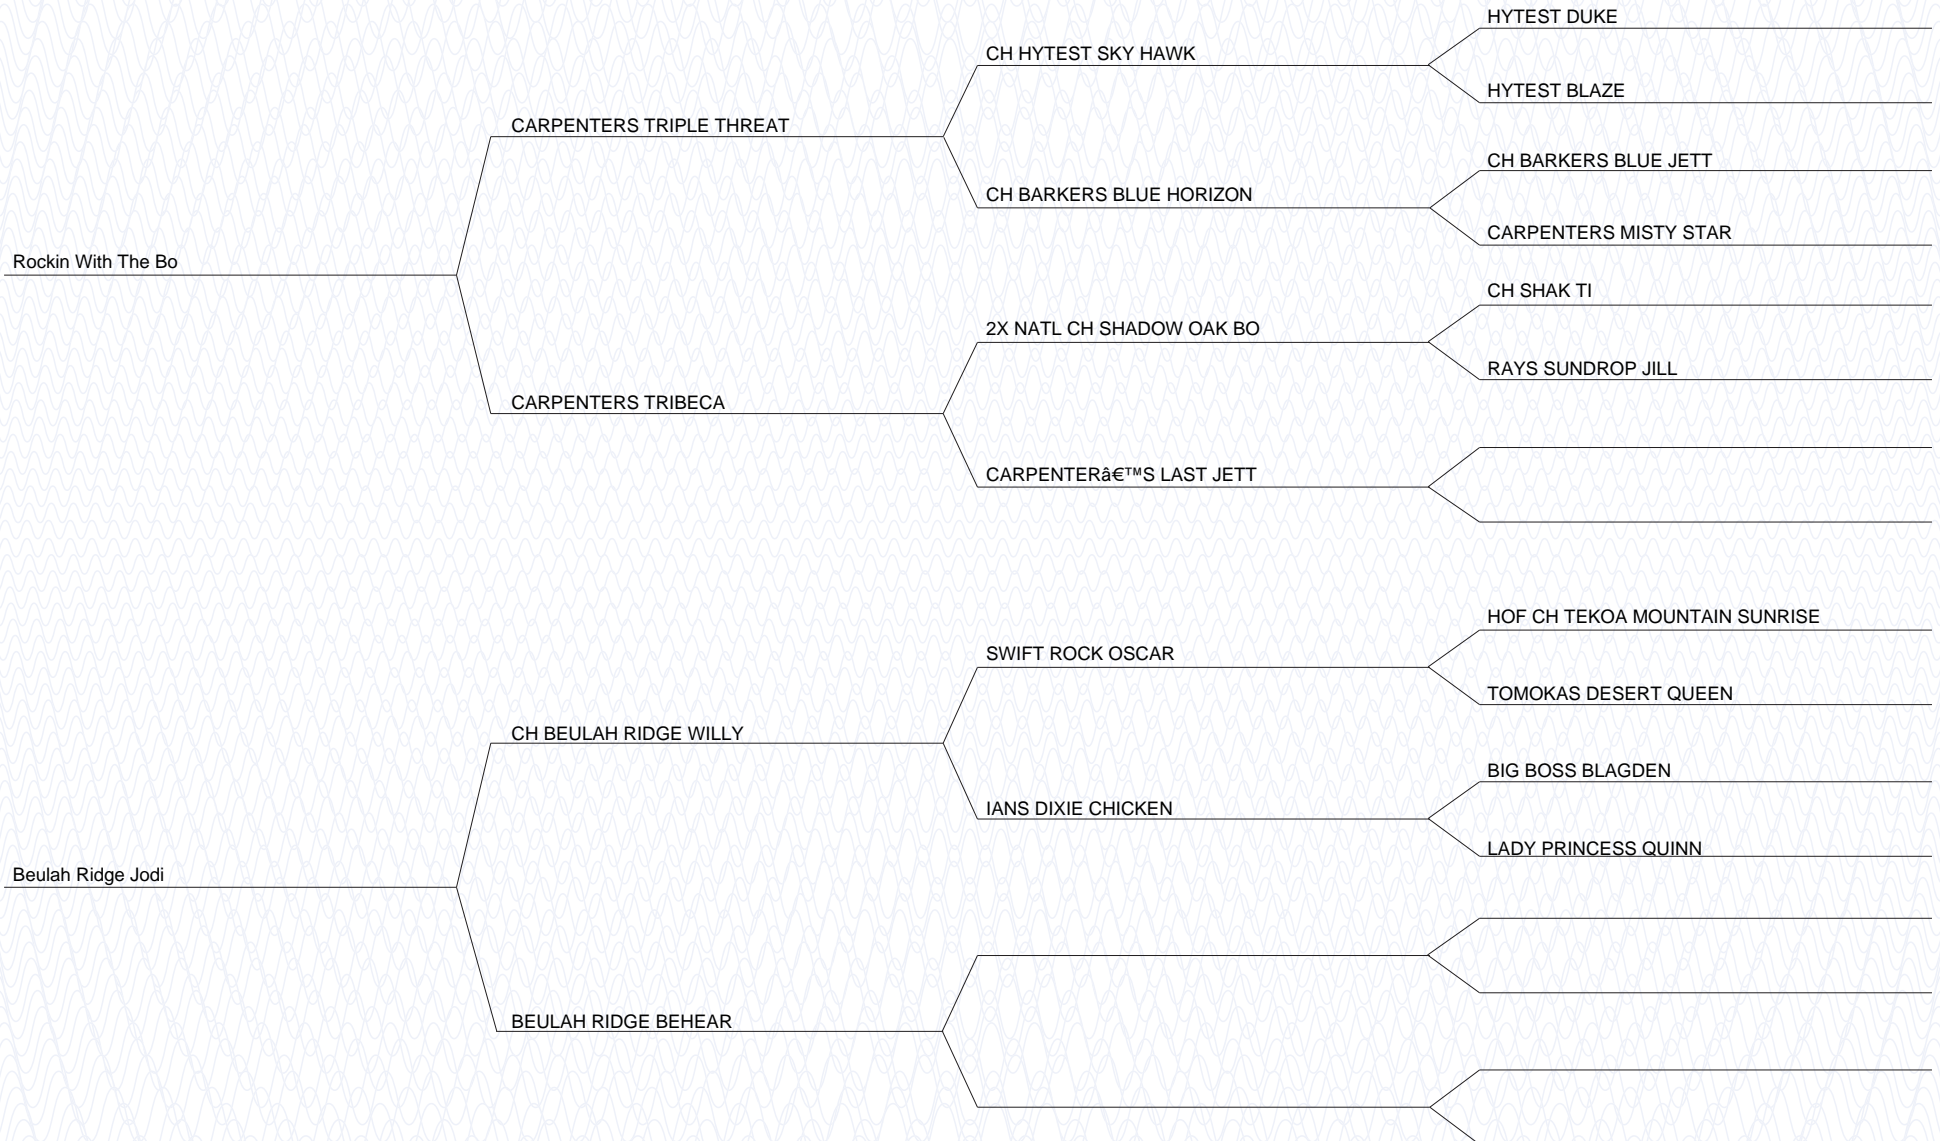 HYTEST DUKE
CH HYTEST SKY HAWK
HYTEST BLAZE
CARPENTERS TRIPLE THREAT
CH BARKERS BLUE JETT
CH BARKERS BLUE HORIZON
CARPENTERS MISTY STAR
Rockin With The Bo
CH SHAK TI
2X NATL CH SHADOW OAK BO
RAYS SUNDROP JILL
CARPENTERS TRIBECA
CARPENTERâ€™S LAST JETT
HOF CH TEKOA MOUNTAIN SUNRISE
SWIFT ROCK OSCAR
TOMOKAS DESERT QUEEN
CH BEULAH RIDGE WILLY
BIG BOSS BLAGDEN
IANS DIXIE CHICKEN
LADY PRINCESS QUINN
Beulah Ridge Jodi
BEULAH RIDGE BEHEAR